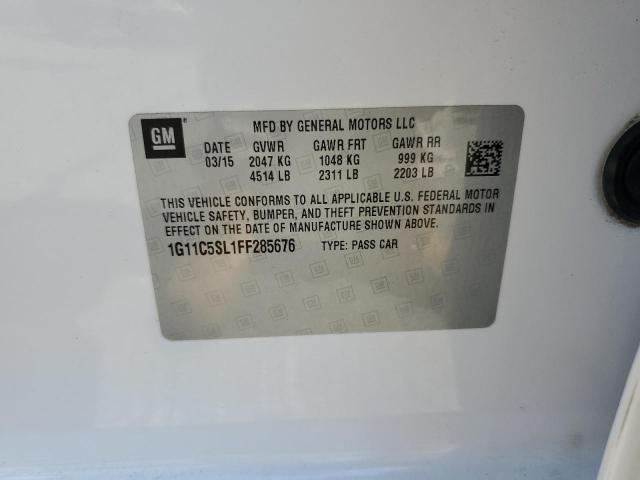 GM
MFD BY GENERAL MOTORS LLC
DATE GVWR GAWR FRT GAWR RR
03/15 2047 KG 1048 KG 999 KG
4514 LB 2311 LB 2203 LB
THIS VEHICLE CONFORMS TO ALL APPLICABLE U.S. FEDERAL MOTOR
VEHICLE SAFETY, BUMPER, AND THEFT PREVENTION STANDARDS IN
EFFECT ON THE DATE OF MANUFACTURE SHOWN ABOVE.
1G11C5SL1FF285676 TYPE: PASS CAR